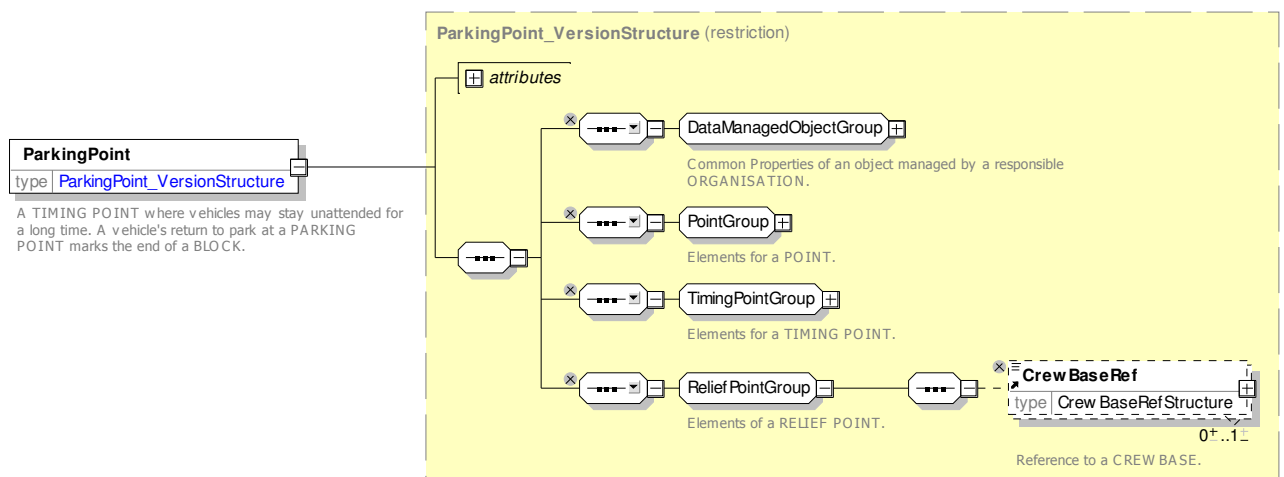 ParkingPoint_VersionStructure (restriction)
attributes
DataManagedObjectGroup
Common Properties of an object managed by a responsible
ORGANISATION.
ParkingPoint
type ParkingPoint_VersionStructure
A TIMING POINT where vehicles may stay unattended for
a long time. A vehicle's return to park at a PARKING
POINT marks the end of a BLOCK.
PointGroup
Elements for a POINT.
TimingPointGroup
Elements for a TIMING POINT.
ReliefPointGroup
Elements of a RELIEF POINT.
CrewBaseRef
type CrewBaseRefStructure
0..1
Reference to a CREW BASE.